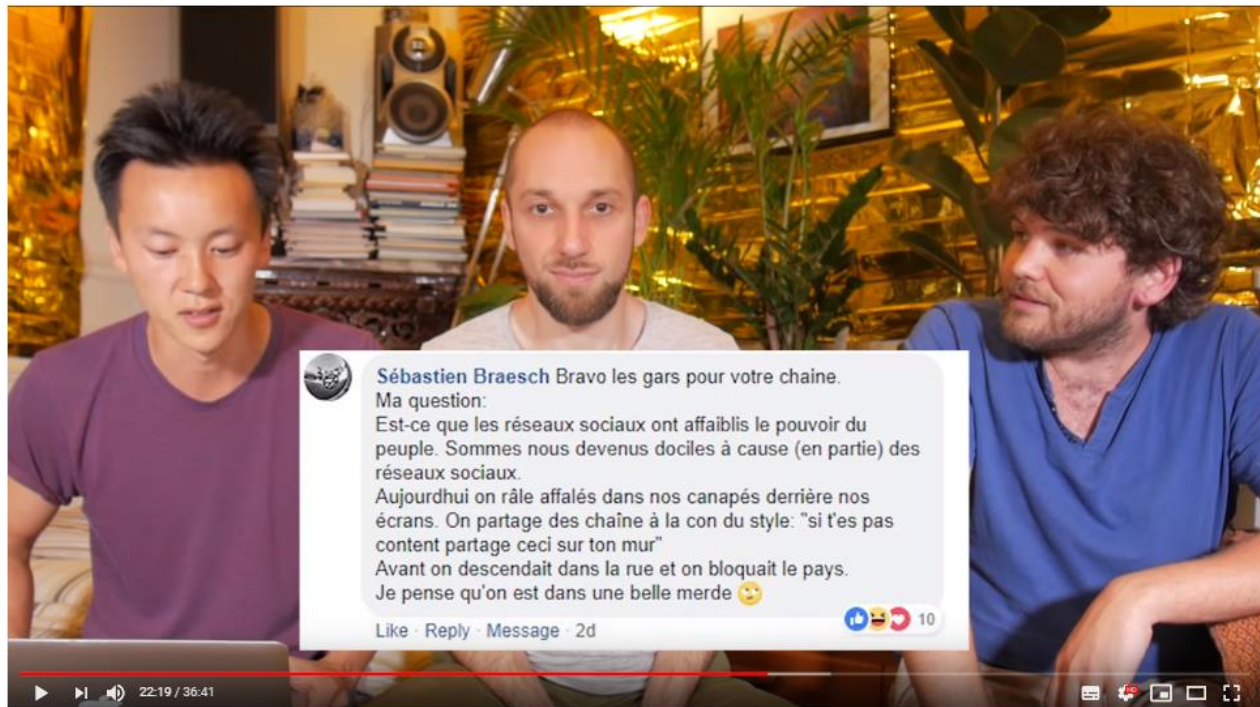 Sébastien Braesch Bravo les gars pour votre chaine.
Ma question:
Est-ce que les réseaux sociaux ont affaiblis le pouvoir du
peuple. Sommes nous devenus dociles à cause (en partie) des
réseaux sociaux.
Aujourdhui on râle affalés dans nos canapés derrière nos
écrans. On partage des chaîne à la con du style: "si t'es pas
content partage ceci sur ton mur"
Avant on descendait dans la rue et on bloquait le pays.
Je pense qu'on est dans une belle merde 🙄
Like · Reply · Message · 2d
10
22:19 / 36:41
HD